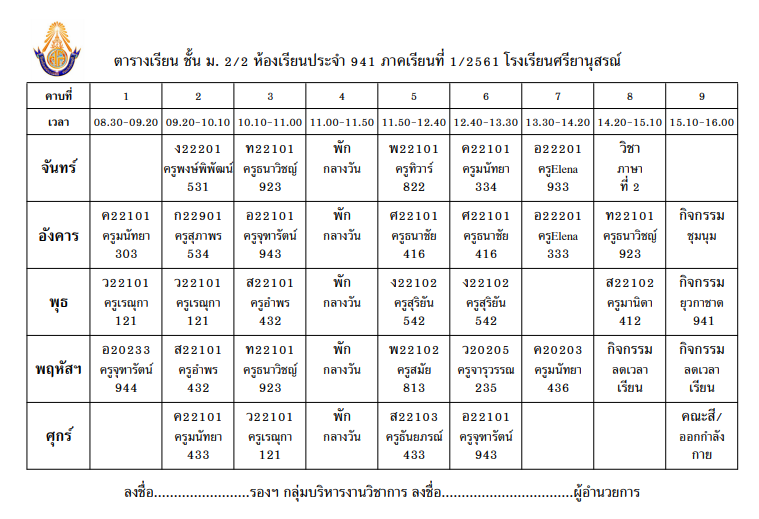 ตารางเรียน ชั้น ม. 2/2 ห้องเรียนประจำ 941 ภาคเรียนที่ 1/2561 โรงเรียนศรียานุสรณ์
คาบที่ 1 2 3 4 5 6 7 8 9
เวลา 08.30-09.20 09.20-10.10 10.10-11.00 11.00-11.50 11.50-12.40 12.40-13.30 13.30-14.20 14.20-15.10 15.10-16.00
ง22201 ท22101 พัก พ22101 ค22101 อ22201 วิชา
จันทร์ ครูพงษ์พิพัฒน์ ครูธนาวิชญ์ กลางวัน ครูทิวาร์ ครูมนัทยา ครูElena ภาษา
531 923 822 334 933 ที่ 2
ค22101 ก22901 อ22101 พัก ศ22101 ศ22101 อ22201 ท22101 กิจกรรม
อังคาร ครูมนัทยา ครูสุภาพร ครูจุฑารัตน์ กลางวัน ครูธนาชัย ครูธนาชัย ครูElena ครูธนาวิชญ์ ชุมนุม
303 534 943 416 416 333 923
ว22101 ว22101 ส22101 พัก ง22102 ง22102 ส22102 กิจกรรม
พุธ ครูเรณุกา ครูเรณุกา ครูอำพร กลางวัน ครูสุริยัน ครูสุริยัน ครูมานิตา ยุวกาชาด
121 121 432 542 542 412 941
อ20233 ส22101 ท22101 พัก พ22102 ว20205 ค20203 กิจกรรม กิจกรรม
พฤหัสฯ ครูจุฑารัตน์ ครูอำพร ครูธนาวิชญ์ กลางวัน ครูสมัย ครูจารุวรรณ ครูมนัทยา ลดเวลา ลดเวลา
944 432 923 813 235 436 เรียน เรียน
ค22101 ว22101 พัก ส22103 อ22101 คณะสี/
ศุกร์ ครูมนัทยา ครูเรณุกา กลางวัน ครูธันยภรณ์ ครูจุฑารัตน์ ออกกำลัง
433 121 433 943 กาย
ลงชื่อ........................รองฯ กลุ่มบริหารงานวิชาการ ลงชื่อ.................................ผู้อำนวยการ